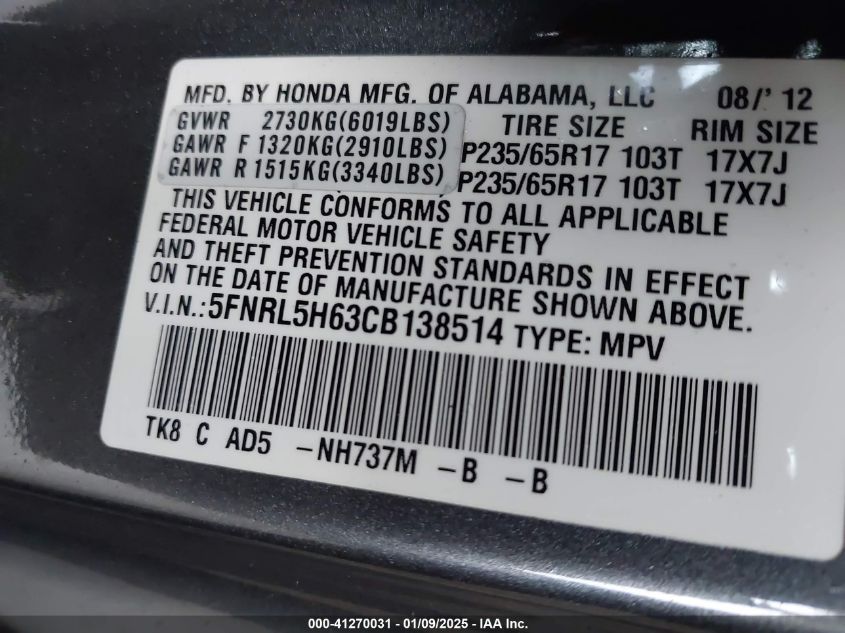 MFD. BY HONDA MFG. OF ALABAMA, LLC 08/' 12
GVWR 2730KG(6019LBS) TIRE SIZE RIM SIZE
GAWR F 1320KG(2910LBS) P235/65R17 103T 17X7J
GAWR R 1515KG(3340LBS) P235/65R17 103T 17X7J
THIS VEHICLE CONFORMS TO ALL APPLICABLE
FEDERAL MOTOR VEHICLE SAFETY
AND THEFT PREVENTION STANDARDS IN EFFECT
ON THE DATE OF MANUFACTURE SHOWN ABOVE.
V.I.N.:5FNRL5H63CB138514 TYPE: MPV
TK8 C AD5 -NH737M -B -B
000-41270031 - 01/09/2025 - IAA Inc.